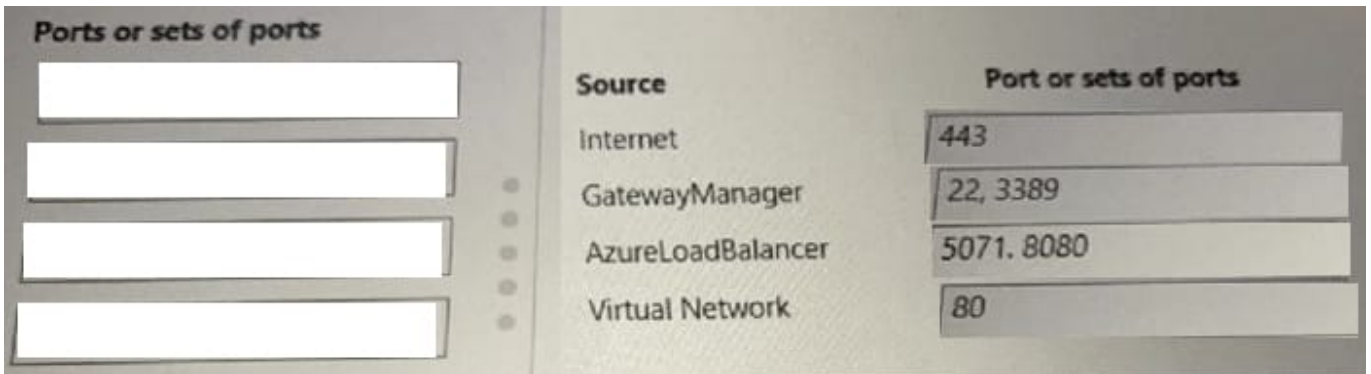 Ports or sets of ports
Source
Port or sets of ports
Internet
443
GatewayManager
22, 3389
AzureLoadBalancer
5071. 8080
Virtual Network
80